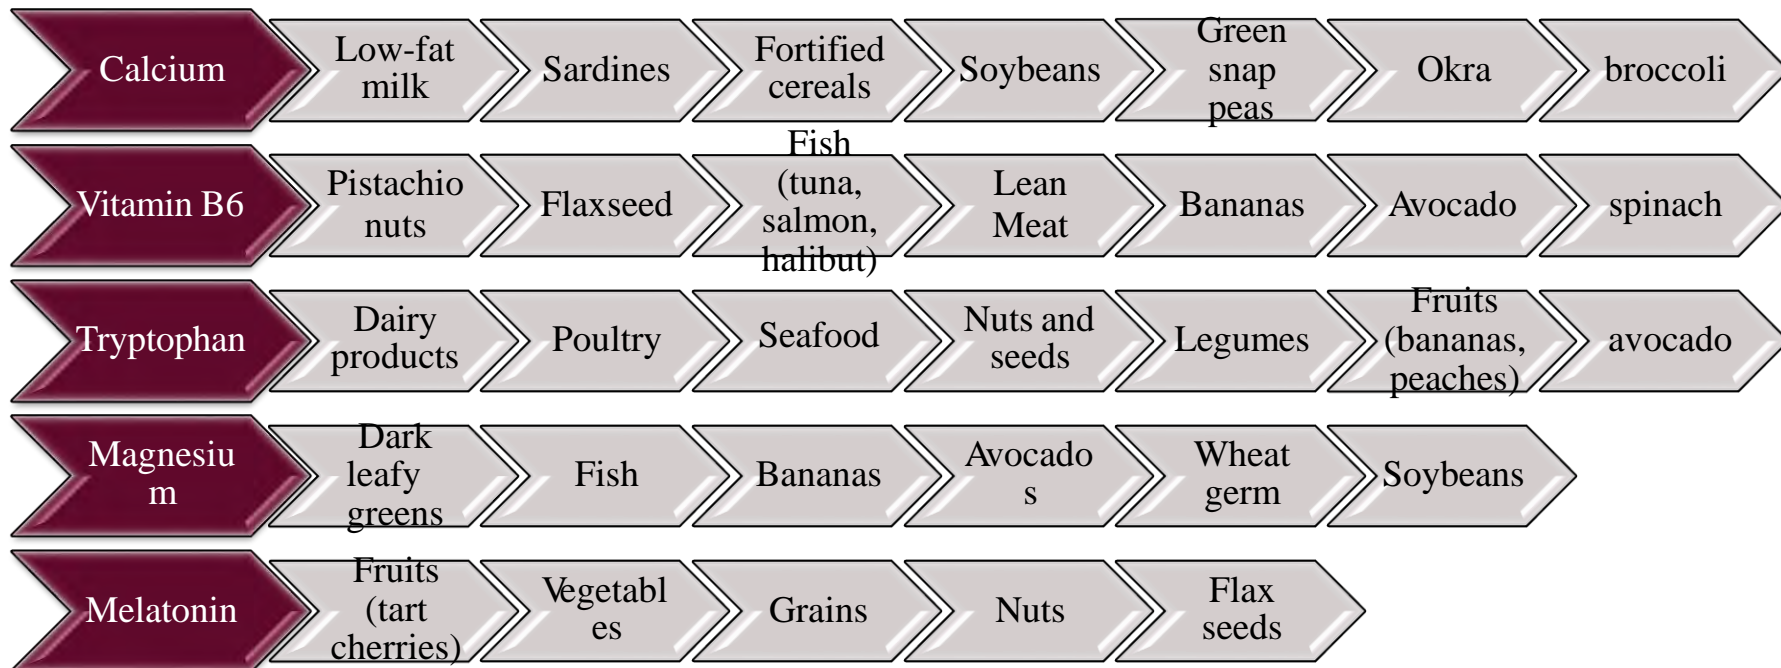 Calcium
Low-fat
milk
Sardines
Fortified
cereals
Soybeans
Green
snap
peas
Okra
broccoli
Vitamin B6
Pistachio
nuts
Flaxseed
Fish
(tuna,
salmon,
halibut)
Lean
Meat
Bananas
Avocado
spinach
Tryptophan
Dairy
products
Poultry
Seafood
Nuts and
seeds
Legumes
Fruits
(bananas,
peaches)
avocado
Magnesiu
m
Dark
leafy
greens
Fish
Bananas
Avocado
s
Wheat
germ
Soybeans
Melatonin
Fruits
(tart
cherries)
Vegetabl
es
Grains
Nuts
Flax
seeds